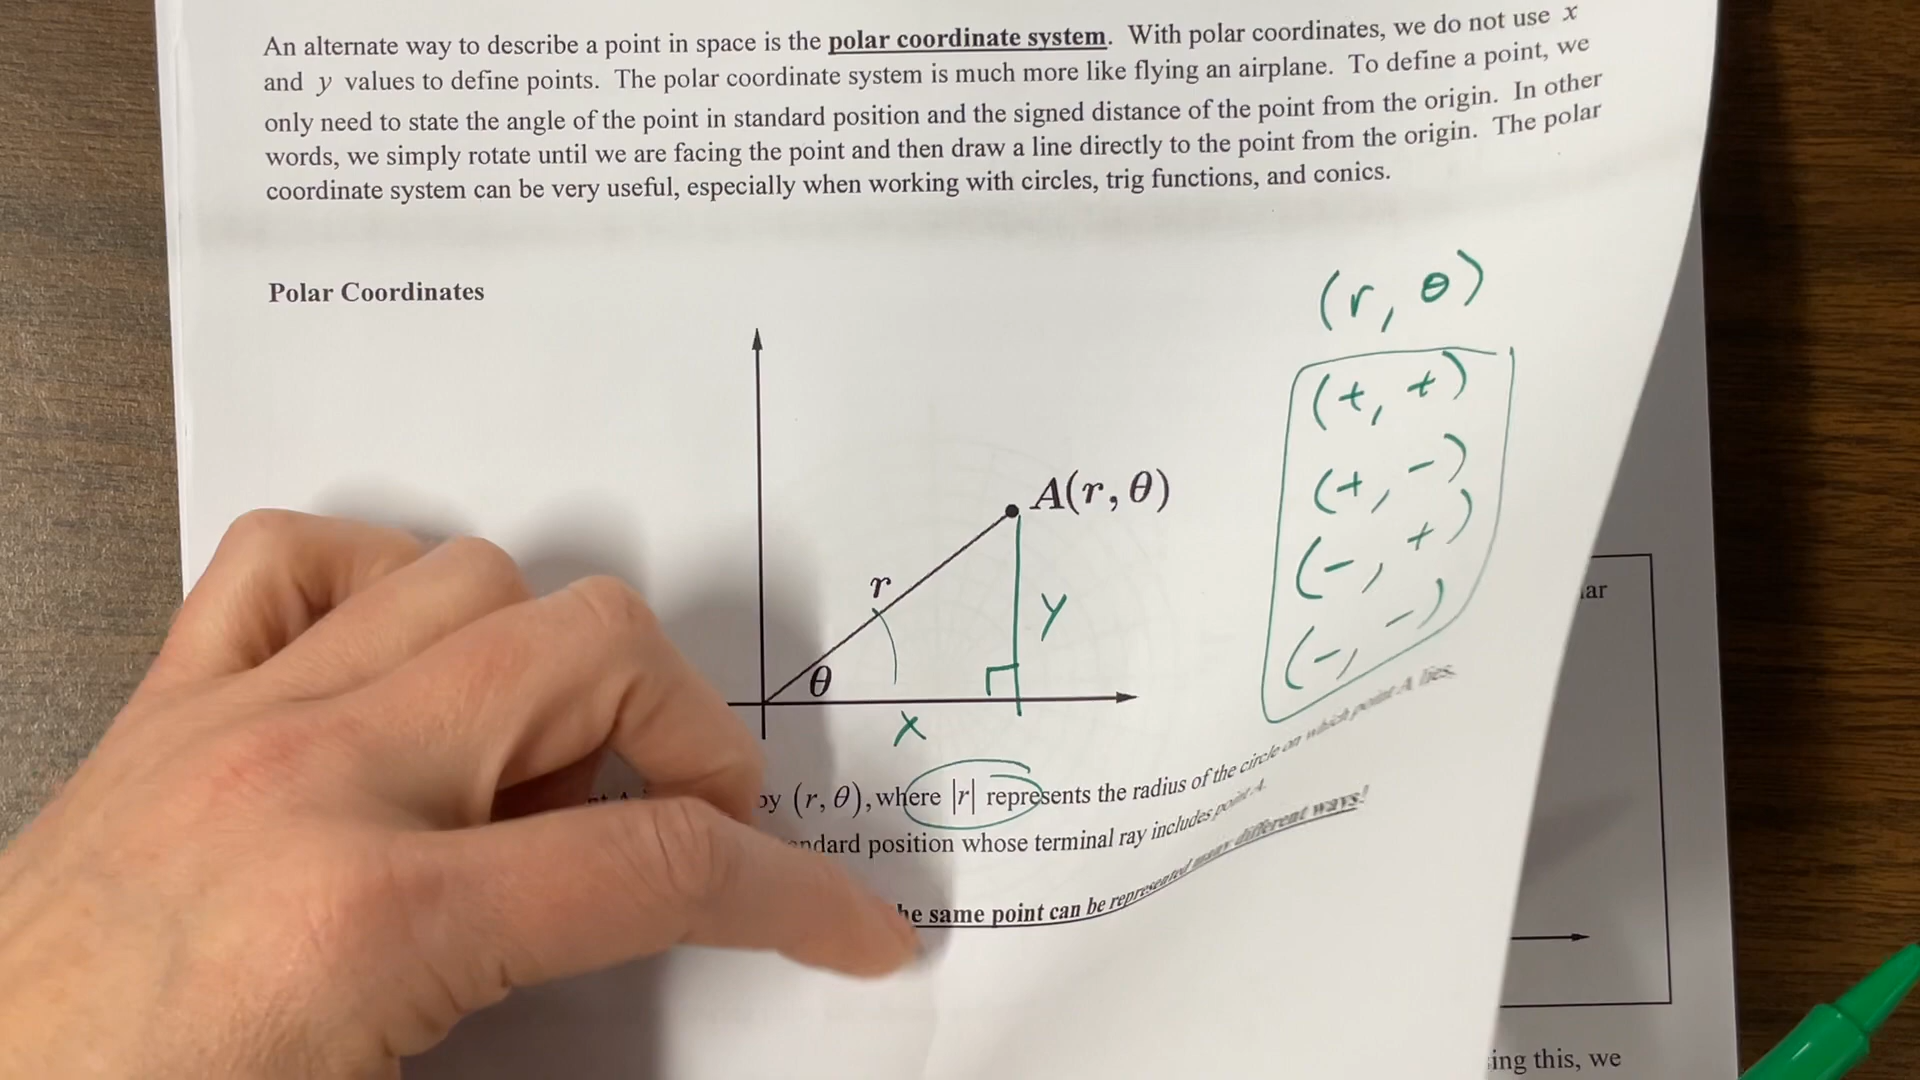 An alternate way to describe a point in space is the polar coordinate system. With polar coordinates, we do not use x
and y values to define points. The polar coordinate system is much more like flying an airplane. To define a point, we
only need to state the angle of the point in standard position and the signed distance of the point from the origin. In other
words, we simply rotate until we are facing the point and then draw a line directly to the point from the origin. The polar
coordinate system can be very useful, especially when working with circles, trig functions, and conics.
Polar Coordinates
(r, θ)
(+, +)
(+, -)
(-, +)
(-, -)
A(r, θ)
r
y
θ
x
by (r, θ), where |r| represents the radius of the circle on which point A lies.
ndard position whose terminal ray includes point A.
he same point can be represented many different ways!
ar
ing this, we